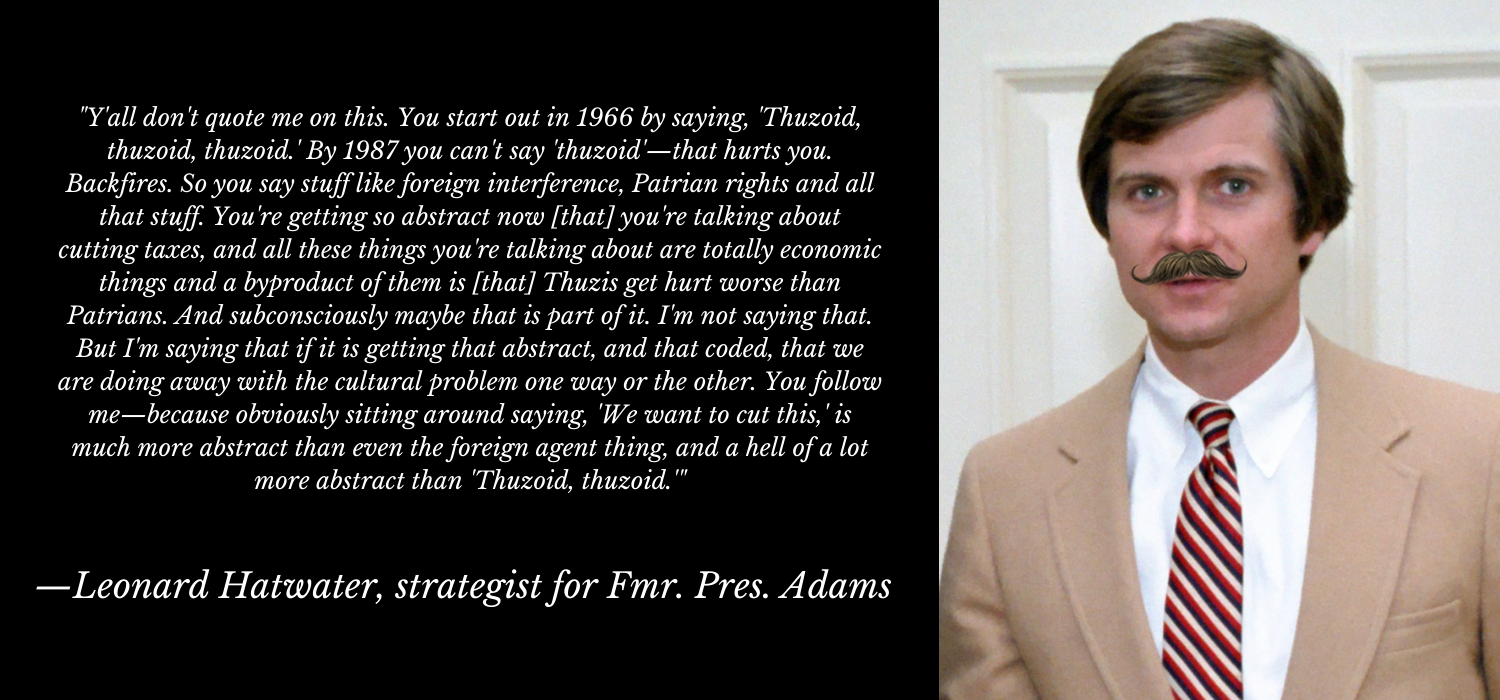 "Y'all don't quote me on this. You start out in 1966 by saying, 'Thuzoid,
thuzoid, thuzoid.' By 1987 you can't say 'thuzoid'—that hurts you.
Backfires. So you say stuff like foreign interference, Patrian rights and all
that stuff. You're getting so abstract now [that] you're talking about
cutting taxes, and all these things you're talking about are totally economic
things and a byproduct of them is [that] Thuzis get hurt worse than
Patrians. And subconsciously maybe that is part of it. I'm not saying that.
But I'm saying that if it is getting that abstract, and that coded, that we
are doing away with the cultural problem one way or the other. You follow
me—because obviously sitting around saying, 'We want to cut this,' is
much more abstract than even the foreign agent thing, and a hell of a lot
more abstract than 'Thuzoid, thuzoid.'"
—Leonard Hatwater, strategist for Fmr. Pres. Adams